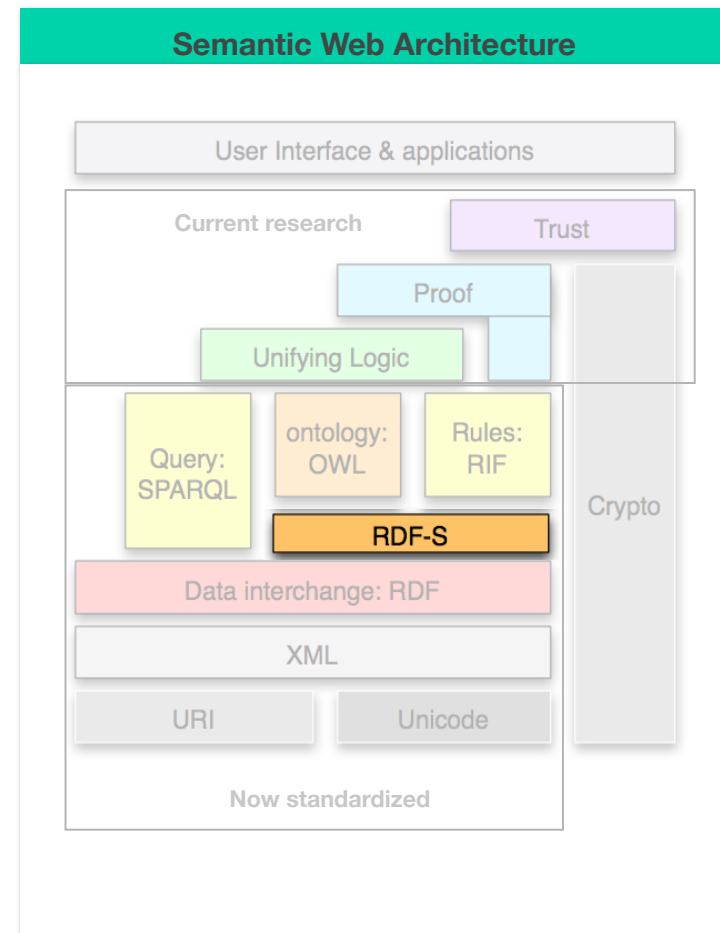 Semantic Web Architecture
User Interface & applications
Current research
Trust
Proof
Unifying Logic
Query:
SPARQL
ontology:
OWL
Rules:
RIF
Crypto
RDF-S
Data interchange: RDF
XML
URI
Unicode
Now standardized